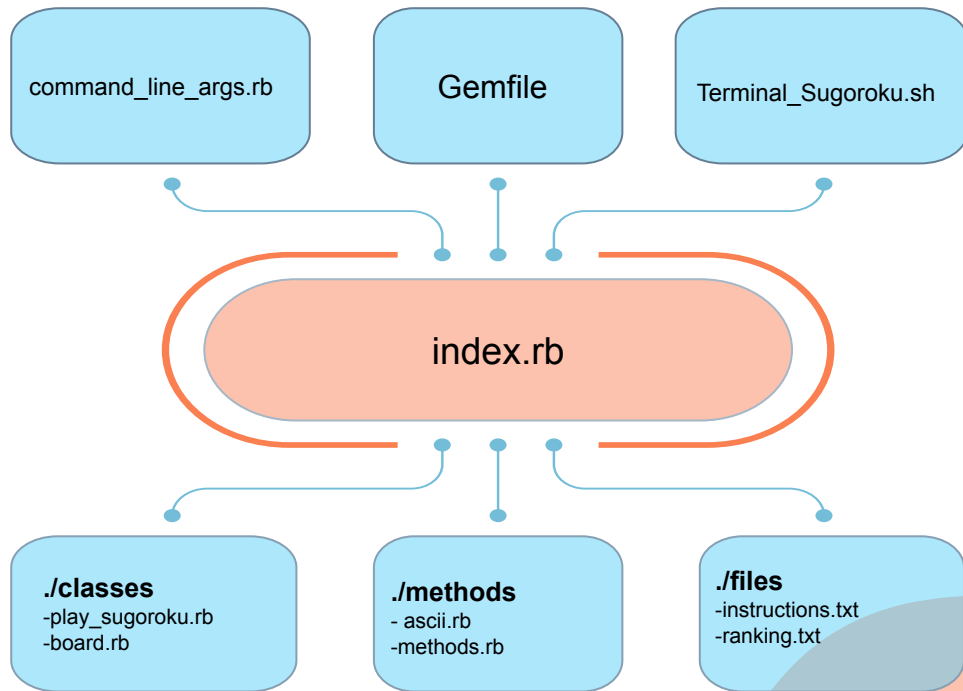 command_line_args.rb
Gemfile
Terminal_Sugoroku.sh
index.rb
./classes
-play_sugoroku.rb
-board.rb
./methods
- ascii.rb
-methods.rb
./files
-instructions.txt
-ranking.txt